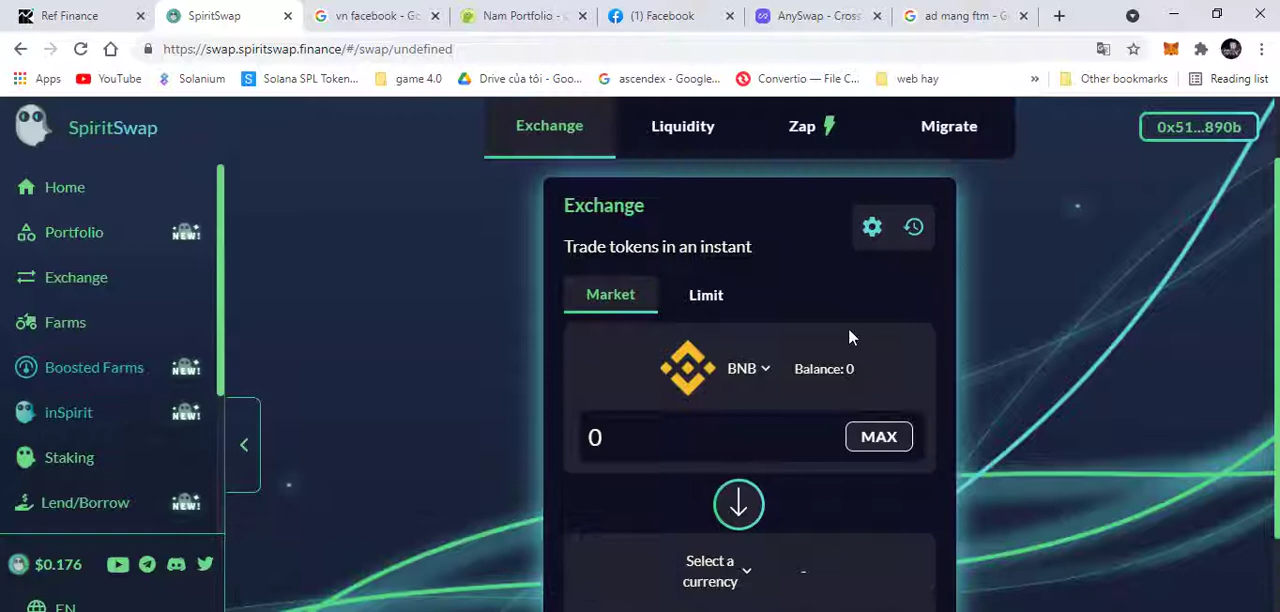 Ref Finance
SpiritSwap
vn facebook - Go
Nam Portfolio -
(1) Facebook
AnySwap - Cross
ad mang ftm - G
https://swap.spiritswap.finance/#/swap/undefined
Apps
YouTube
Solanium
Solana SPL Token...
game 4.0
Drive của tôi - Goo...
ascendex - Google...
Convertio — File C...
web hay
»
Other bookmarks
Reading list
SpiritSwap
Exchange
Liquidity
Zap
Migrate
0x51...890b
Home
Portfolio
NEW!
Exchange
Farms
Boosted Farms
NEW!
inSpirit
NEW!
Staking
Lend/Borrow
NEW!
$0.176
EN
Exchange
Trade tokens in an instant
Market
Limit
BNB
Balance: 0
0
MAX
Select a
currency
-